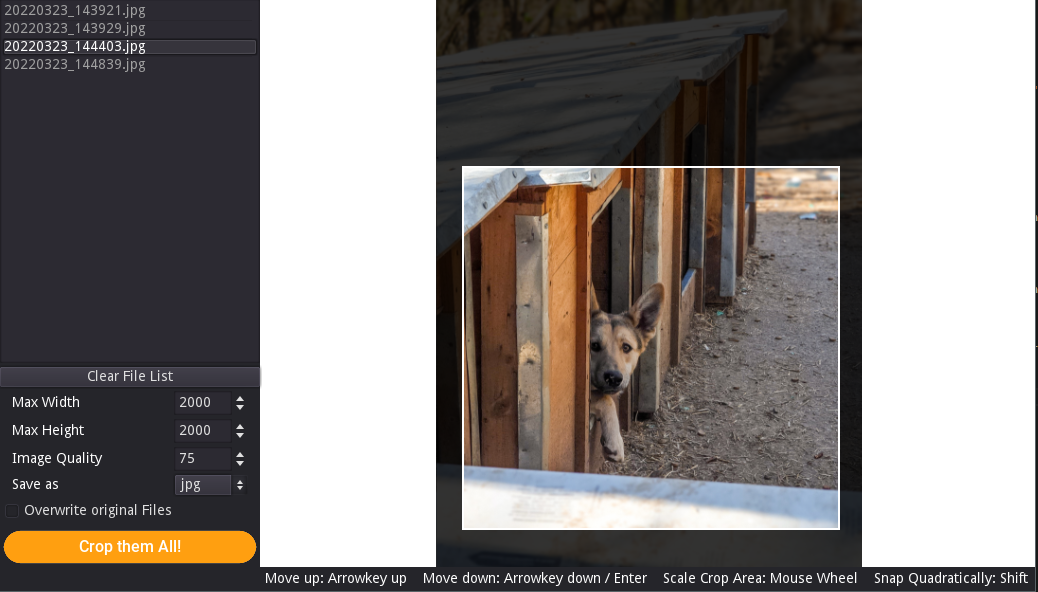 20220323_143921.jpg
20220323_143929.jpg
20220323_144403.jpg
20220323_144839.jpg
Clear File List
Max Width 2000
Max Height 2000
Image Quality 75
Save as jpg
Overwrite original Files
Crop them All!
Move up: Arrowkey up Move down: Arrowkey down / Enter Scale Crop Area: Mouse Wheel Snap Quadratically: Shift